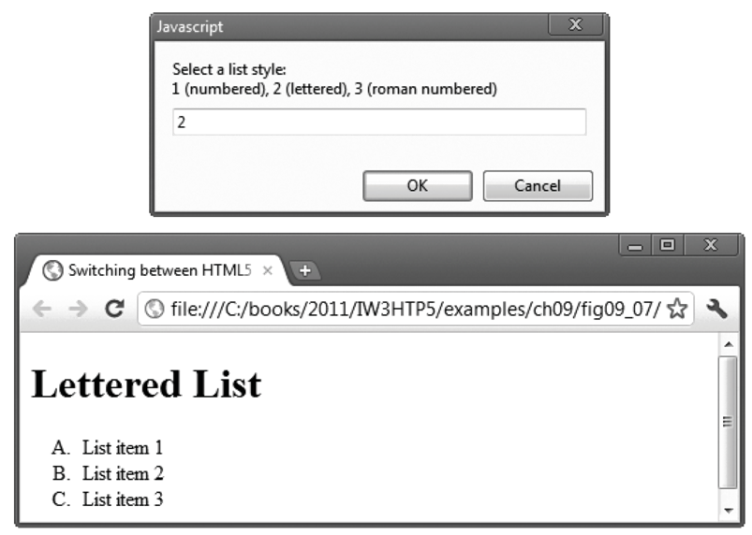 Javascript
Select a list style:
1 (numbered), 2 (lettered), 3 (roman numbered)
2
OK Cancel
Switching between HTML5
file:///C:/books/2011/IW3HTP5/examples/ch09/fig09_07/
Lettered List
A. List item 1
B. List item 2
C. List item 3